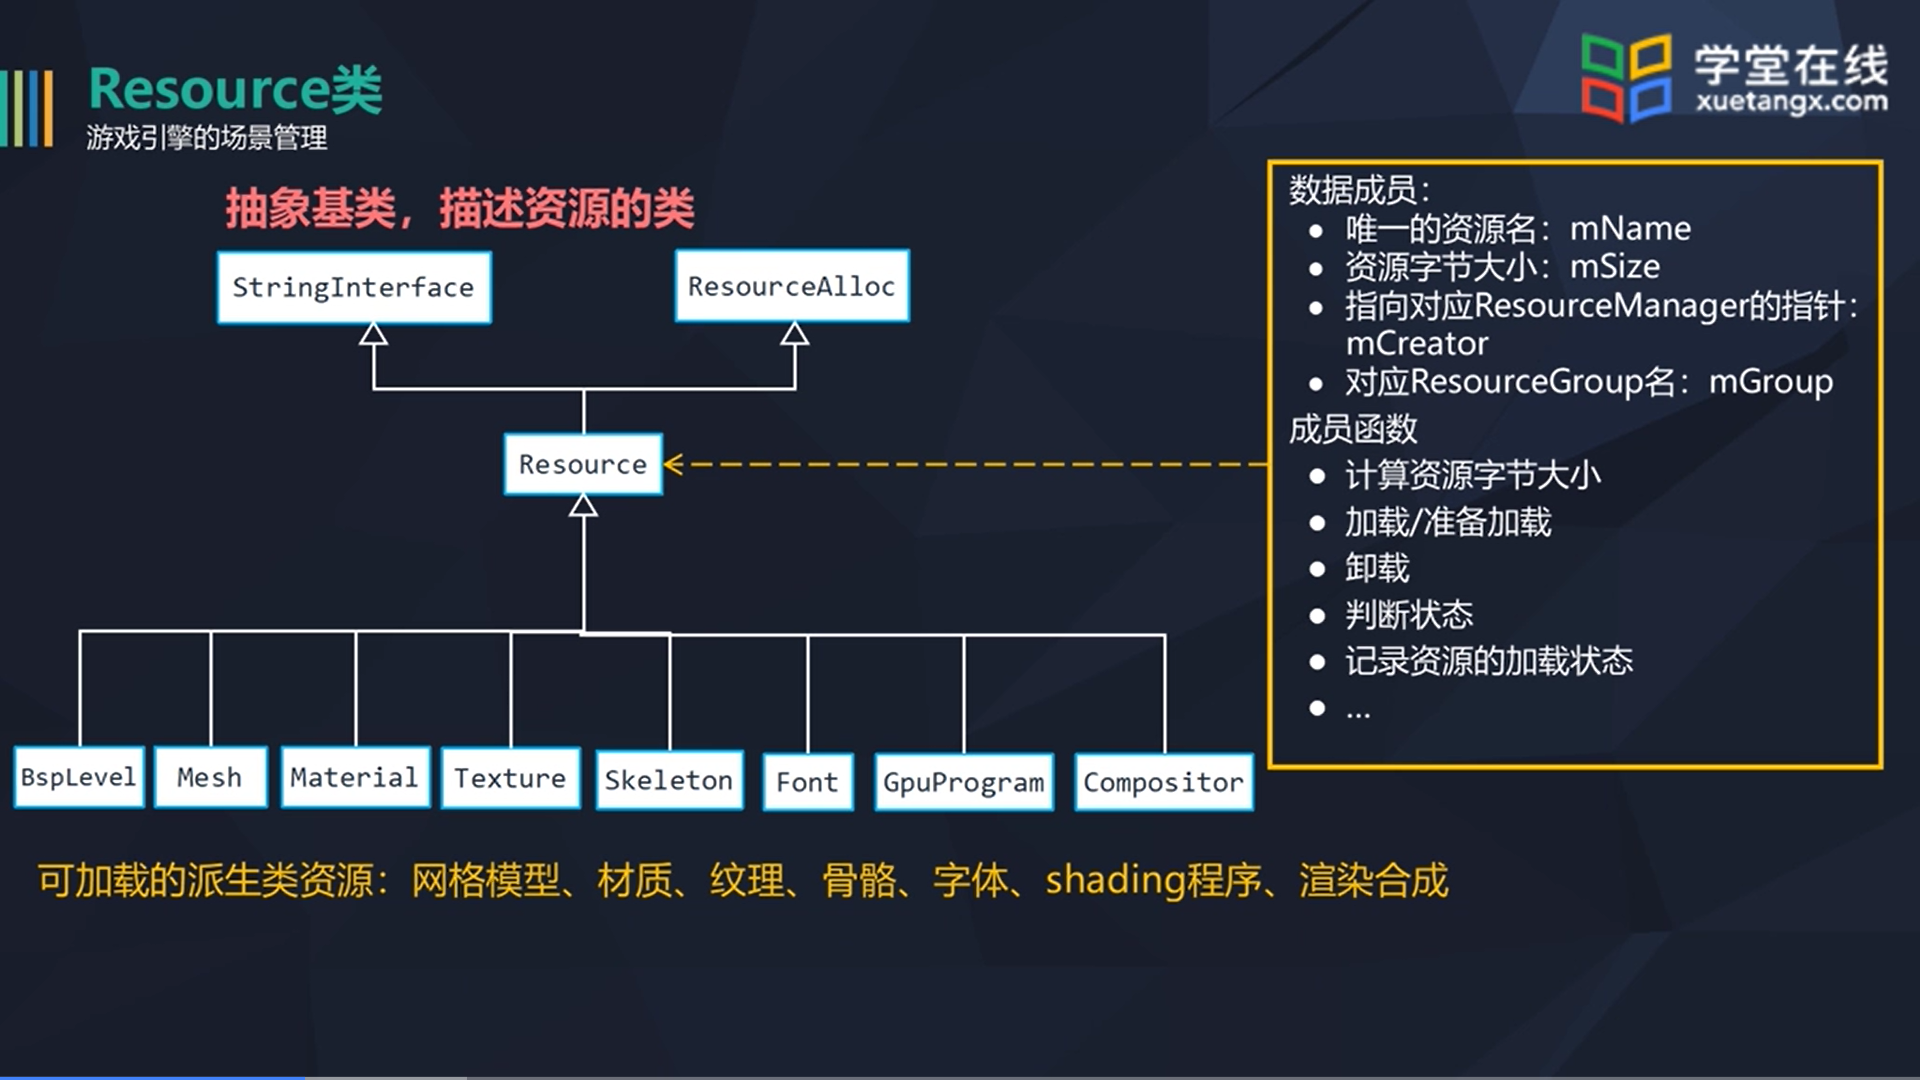 Resource类
游戏引擎的场景管理
学堂在线
xuetangx.com
抽象基类，描述资源的类
StringInterface
ResourceAlloc
Resource
BspLevel
Mesh
Material
Texture
Skeleton
Font
GpuProgram
Compositor
数据成员：
● 唯一的资源名：mName
● 资源字节大小：mSize
● 指向对应ResourceManager的指针：
mCreator
● 对应ResourceGroup名：mGroup
成员函数
● 计算资源字节大小
● 加载/准备加载
● 卸载
● 判断状态
● 记录资源的加载状态
● ...
可加载的派生类资源：网格模型、材质、纹理、骨骼、字体、shading程序、渲染合成